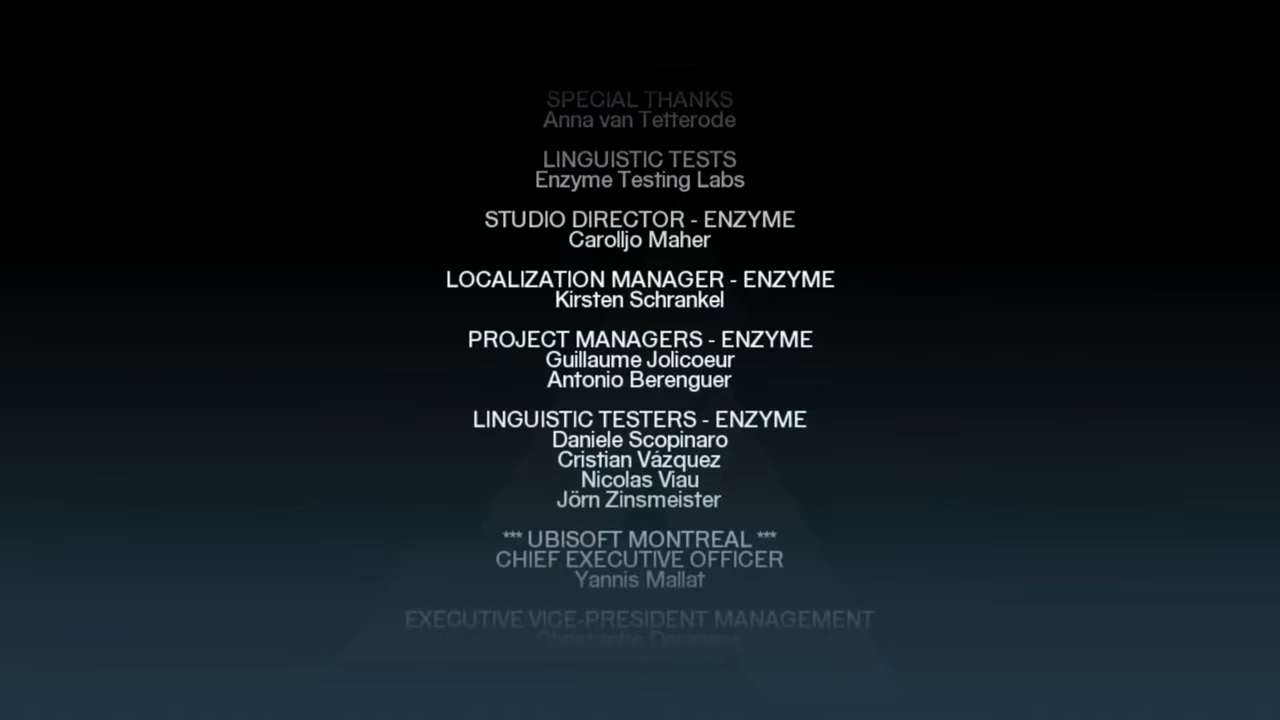 SPECIAL THANKS
Anna van Tetterode
LINGUISTIC TESTS
Enzyme Testing Labs
STUDIO DIRECTOR - ENZYME
Carolljo Maher
LOCALIZATION MANAGER - ENZYME
Kirsten Schrankel
PROJECT MANAGERS - ENZYME
Guillaume Jolicoeur
Antonio Berenguer
LINGUISTIC TESTERS - ENZYME
Daniele Scopinaro
Cristian Vázquez
Nicolas Viau
Jörn Zinsmeister
*** UBISOFT MONTREAL ***
CHIEF EXECUTIVE OFFICER
Yannis Mallat
EXECUTIVE VICE-PRESIDENT MANAGEMENT